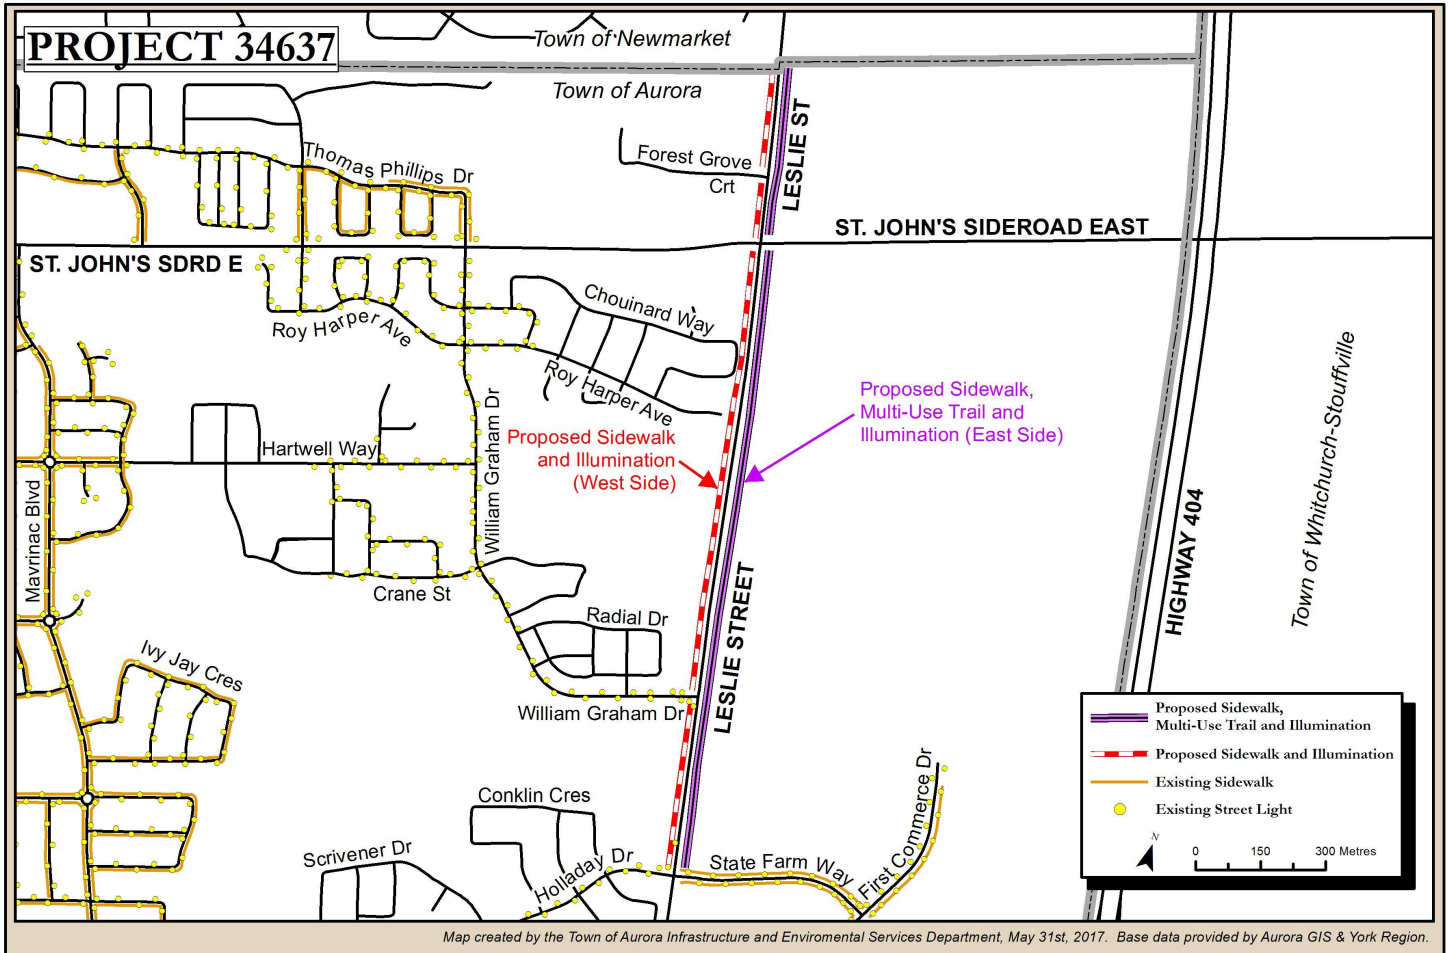 PROJECT 34637
Town of Newmarket
Town of Aurora
LESLIE ST
Forest Grove
Crt
Thomas Phillips Dr
ST. JOHN'S SIDEROAD EAST
ST. JOHN'S SDRD E
Chouinard Way
Roy Harper Ave
Roy Harper Ave
Proposed Sidewalk,
Multi-Use Trail and
Illumination (East Side)
Proposed Sidewalk
and Illumination
(West Side)
Hartwell Way
William Graham Dr
Mavrinac Blvd
Town of Whitchurch-Stouffville
HIGHWAY 404
Crane St
Radial Dr
LESLIE STREET
Ivy Jay Cres
William Graham Dr
Conklin Cres
Scrivener Dr
Holladay Dr
State Farm Way
First Commerce Dr
Proposed Sidewalk,
Multi-Use Trail and Illumination
Proposed Sidewalk and Illumination
Existing Sidewalk
Existing Street Light
N
0 150 300 Metres
Map created by the Town of Aurora Infrastructure and Enviromental Services Department, May 31st, 2017. Base data provided by Aurora GIS & York Region.